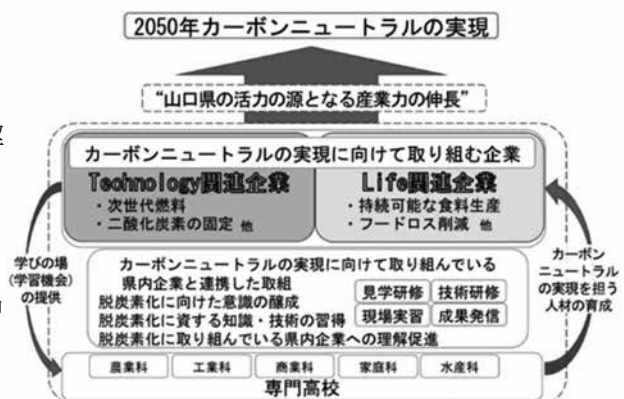 2050年カーボンニュートラルの実現
“山口県の活力の源となる産業力の伸長”
カーボンニュートラルの実現に向けて取り組む企業
Technology関連企業
・次世代燃料
・二酸化炭素の固定 他
Life関連企業
・持続可能な食料生産
・フードロス削減 他
学びの場
(学習機会)
の提供
カーボンニュートラルの実現に向けて取り組んでいる
県内企業と連携した取組
脱炭素化に向けた意識の醸成
脱炭素化に資する知識・技術の習得
脱炭素化に取り組んでいる県内企業への理解促進
見学研修
技術研修
現場実習
成果発信
カーボン
ニュートラル
の実現を担う
人材の育成
農業科
工業科
商業科
家庭科
水産科
専門高校